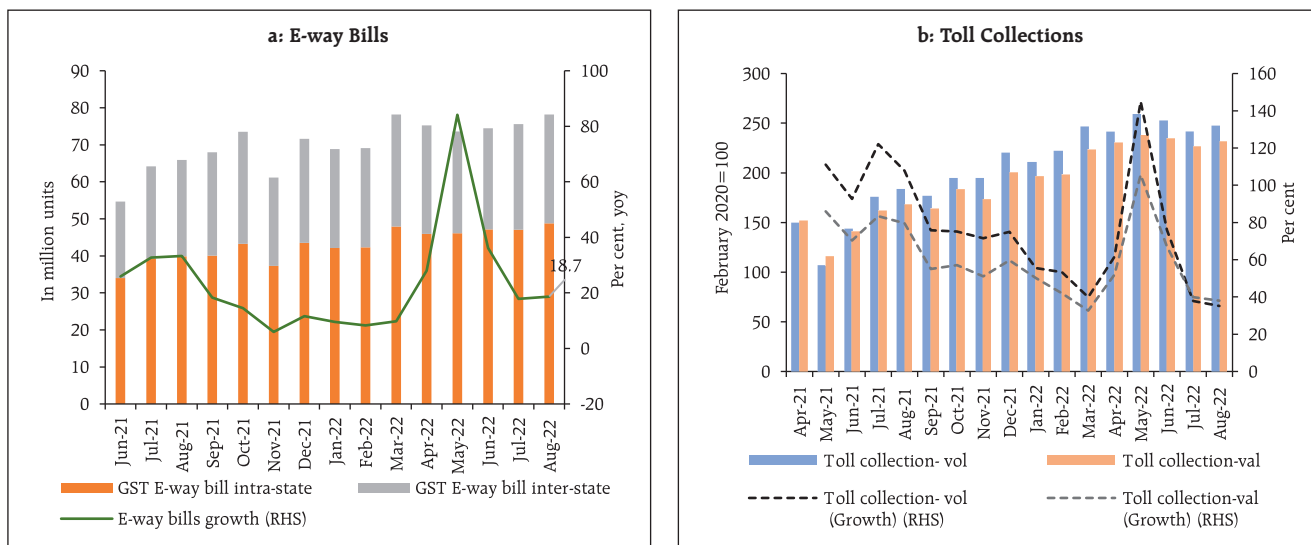 a: E-way Bills
In million units
90
80
70
60
50
40
30
20
10
0
100
80
60
40
20
0
-20
Per cent, yoy
18.7
Jun-21
Jul-21
Aug-21
Sep-21
Oct-21
Nov-21
Dec-21
Jan-22
Feb-22
Mar-22
Apr-22
May-22
Jun-22
Jul-22
Aug-22
GST E-way bill intra-state
GST E-way bill inter-state
E-way bills growth (RHS)
b: Toll Collections
February 2020=100
300
250
200
150
100
50
0
160
140
120
100
80
60
40
20
0
Per cent
Apr-21
May-21
Jun-21
Jul-21
Aug-21
Sep-21
Oct-21
Nov-21
Dec-21
Jan-22
Feb-22
Mar-22
Apr-22
May-22
Jun-22
Jul-22
Aug-22
Toll collection- vol
Toll collection-val
Toll collection- vol
(Growth) (RHS)
Toll collection-val
(Growth) (RHS)